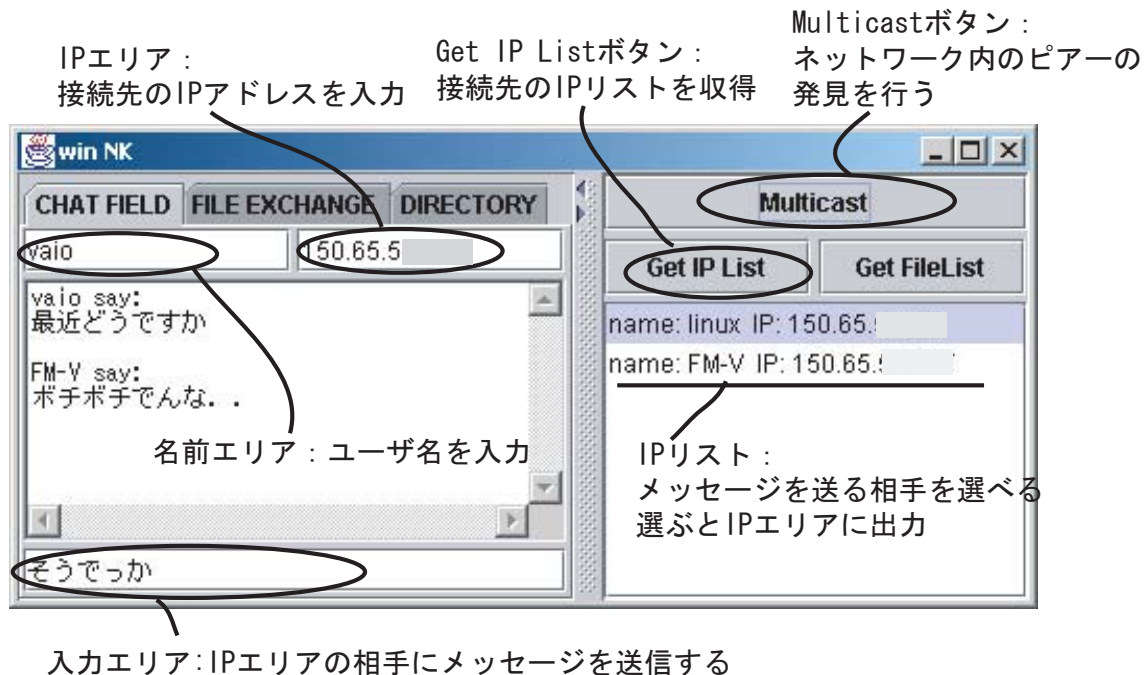 Multicastボタン：
ネットワーク内のピアーの
発見を行う
Get IP Listボタン：
接続先のIPリストを取得
IPエリア：
接続先のIPアドレスを入力
win NK
CHAT FIELD FILE EXCHANGE DIRECTORY
vaio 150.65.5
vaio say:
最近どうですか
FM-V say:
ボチボチでんな．．
名前エリア：ユーザ名を入力
そうでっか
Multicast
Get IP List Get FileList
name: linux IP: 150.65.
name: FM-V IP: 150.65.
IPリスト：
メッセージを送る相手を選べる
選ぶとIPエリアに出力
入力エリア:IPエリアの相手にメッセージを送信する